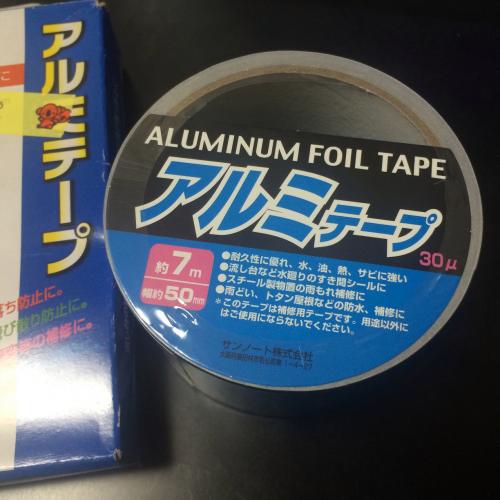 アルミテープ
ち防止に。
び散り防止に。
の補修に
ALUMINUM FOIL TAPE
アルミテープ
30μ
約7m
幅約50mm
●耐久性に優れ、水、油、熱、サビに強い
●流し台など水廻りのすき間シールに
●スチール製物置の雨もれ補修に
●雨どい、トタン屋根などの防水、補修に
＊このテープは補修用テープです。用途以外に
はご使用にならないでください。
サンノート株式会社